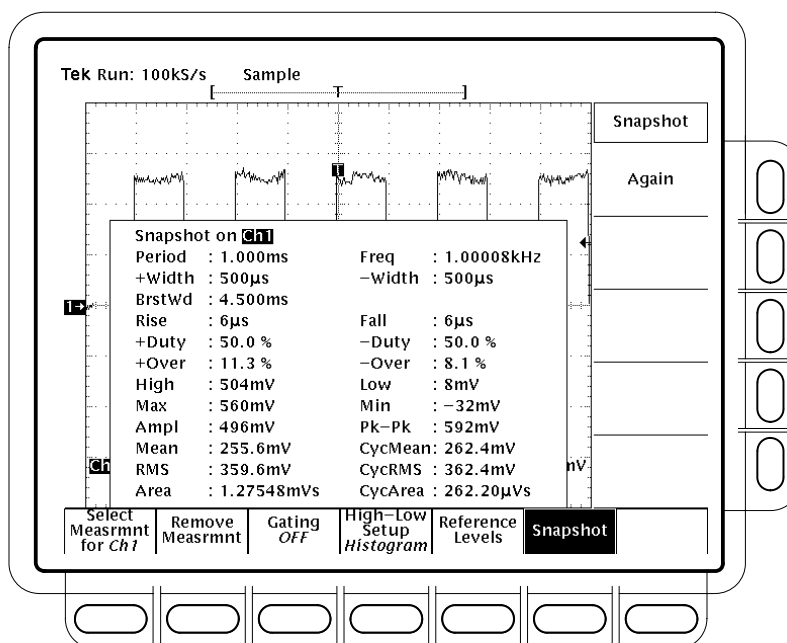 Tek Run: 100kS/s Sample
[ T ]
Snapshot
Again
T
Snapshot on Ch1
Period : 1.000ms Freq : 1.00008kHz
+Width : 500µs −Width : 500µs
BrstWd : 4.500ms
1
Rise : 6µs Fall : 6µs
+Duty : 50.0 % −Duty : 50.0 %
+Over : 11.3 % −Over : 8.1 %
High : 504mV Low : 8mV
Max : 560mV Min : −32mV
Ampl : 496mV Pk−Pk : 592mV
Mean : 255.6mV CycMean: 262.4mV
Ch
RMS : 359.6mV CycRMS : 362.4mV
mV
Area : 1.27548mVs CycArea : 262.20µVs
Select
Measrmnt
for Ch1
Remove
Measrmnt
Gating
OFF
High−Low
Setup
Histogram
Reference
Levels
Snapshot